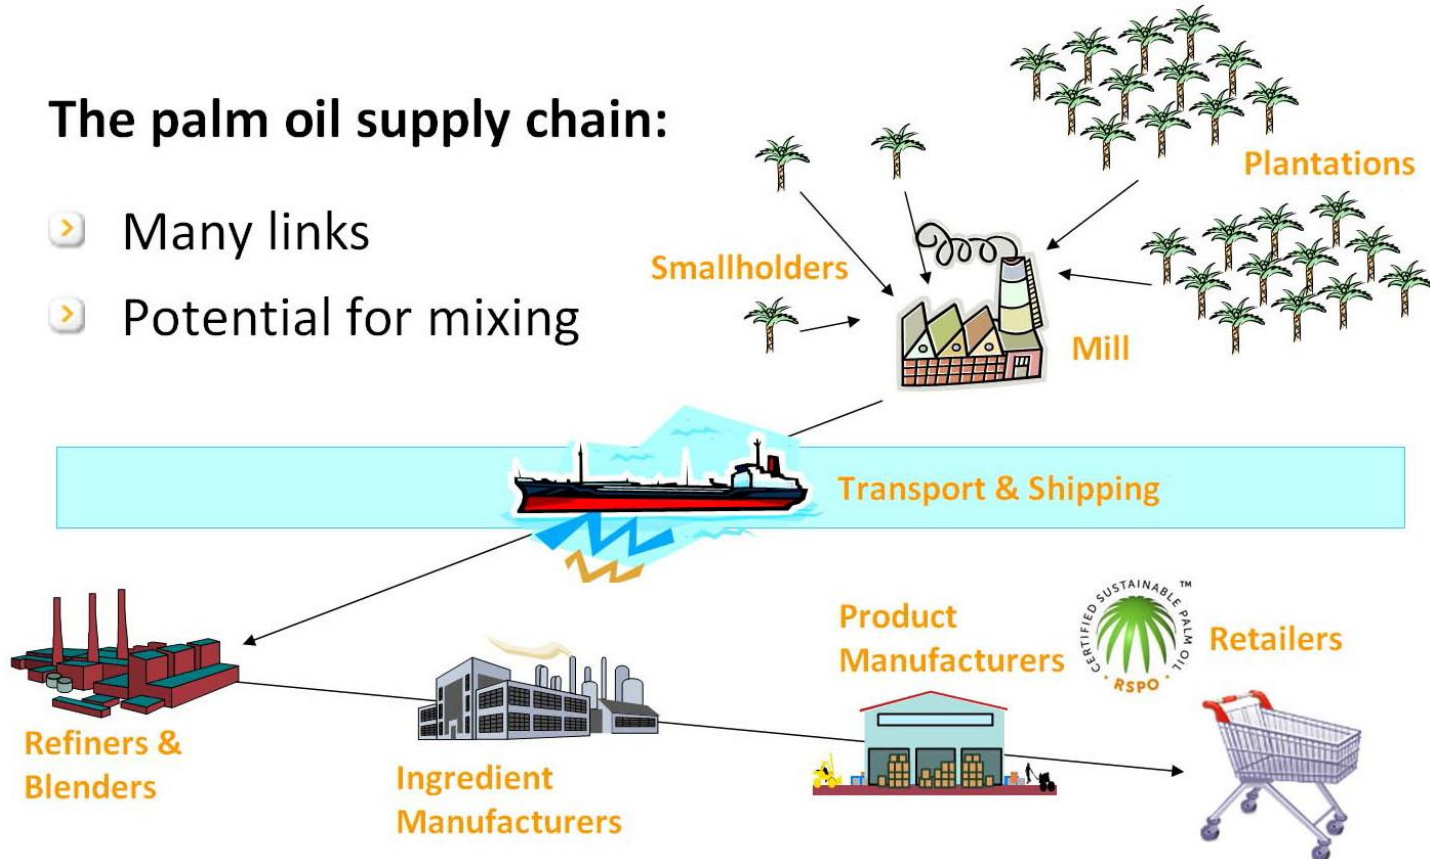 The palm oil supply chain:
Many links
Potential for mixing
Plantations
Smallholders
Mill
Transport & Shipping
Product
Manufacturers
CERTIFIED SUSTAINABLE PALM OIL ™
· RSPO ·
Retailers
Refiners &
Blenders
Ingredient
Manufacturers